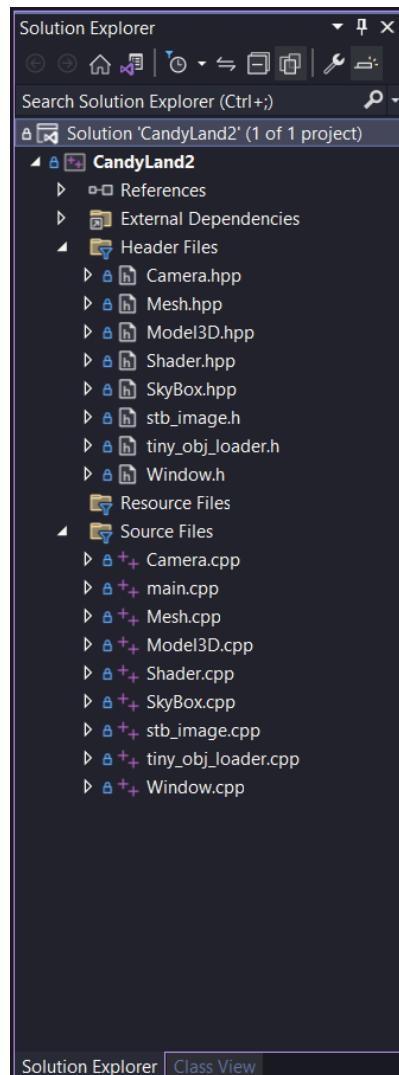 Solution Explorer
Search Solution Explorer (Ctrl+;)
Solution 'CandyLand2' (1 of 1 project)
CandyLand2
References
External Dependencies
Header Files
Camera.hpp
Mesh.hpp
Model3D.hpp
Shader.hpp
SkyBox.hpp
stb_image.h
tiny_obj_loader.h
Window.h
Resource Files
Source Files
Camera.cpp
main.cpp
Mesh.cpp
Model3D.cpp
Shader.cpp
SkyBox.cpp
stb_image.cpp
tiny_obj_loader.cpp
Window.cpp
Solution Explorer Class View